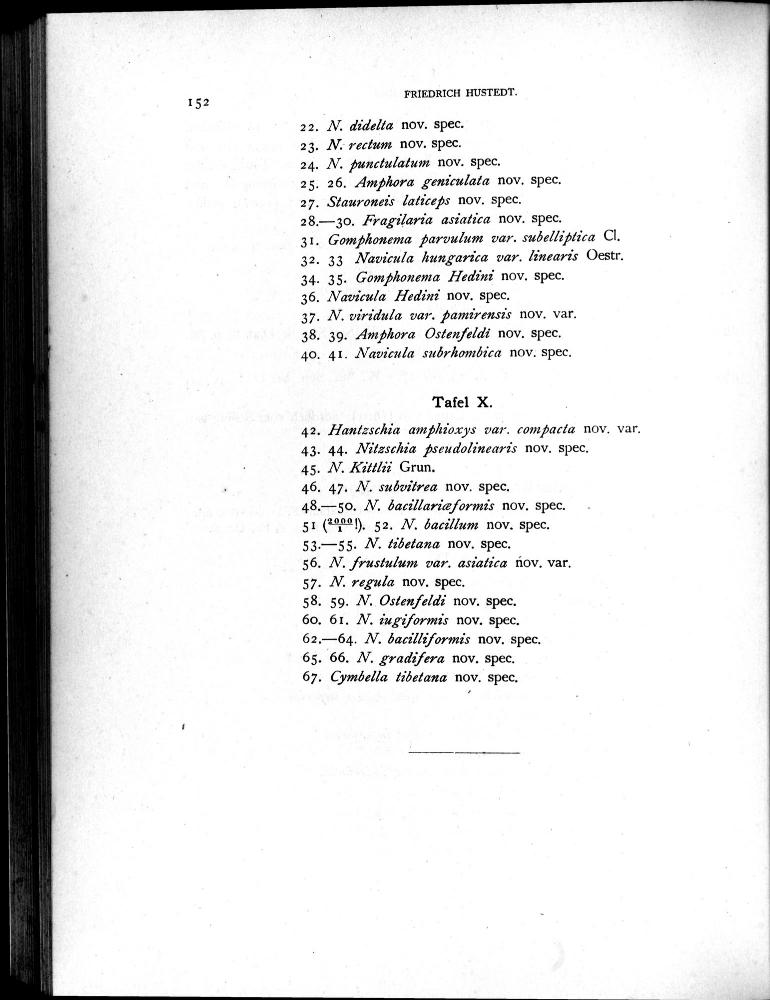 152
FRIEDRICH HUSTEDT.
22. N. didelta nov. spec.
23. N. rectum nov. spec.
24. N. punctulatum nov. spec.
25. 26. Amphora geniculata nov. spec.
27. Stauroneis laticeps nov. spec.
28.—30. Fragilaria asiatica nov. spec.
31. Gomphonema parvulum var. subelliptica Cl.
32. 33 Navicula hungarica var. linearis Oestr.
34. 35. Gomphonema Hedini nov. spec.
36. Navicula Hedini nov. spec.
37. N. viridula var. pamirensis nov. var.
38. 39. Amphora Ostenfeldi nov. spec.
40. 41. Navicula subrhombica nov. spec.
Tafel X.
42. Hantzschia amphioxys var. compacta nov. var.
43. 44. Nitzschia pseudolinearis nov. spec.
45. N. Kittlii Grun.
46. 47. N. subvitrea nov. spec.
48.—50. N. bacillariæformis nov. spec.
51 (2000/1!). 52. N. bacillum nov. spec.
53.—55. N. tibetana nov. spec.
56. N. frustulum var. asiatica nov. var.
57. N. regula nov. spec.
58. 59. N. Ostenfeldi nov. spec.
60. 61. N. iugiformis nov. spec.
62.—64. N. bacilliformis nov. spec.
65. 66. N. gradifera nov. spec.
67. Cymbella tibetana nov. spec.